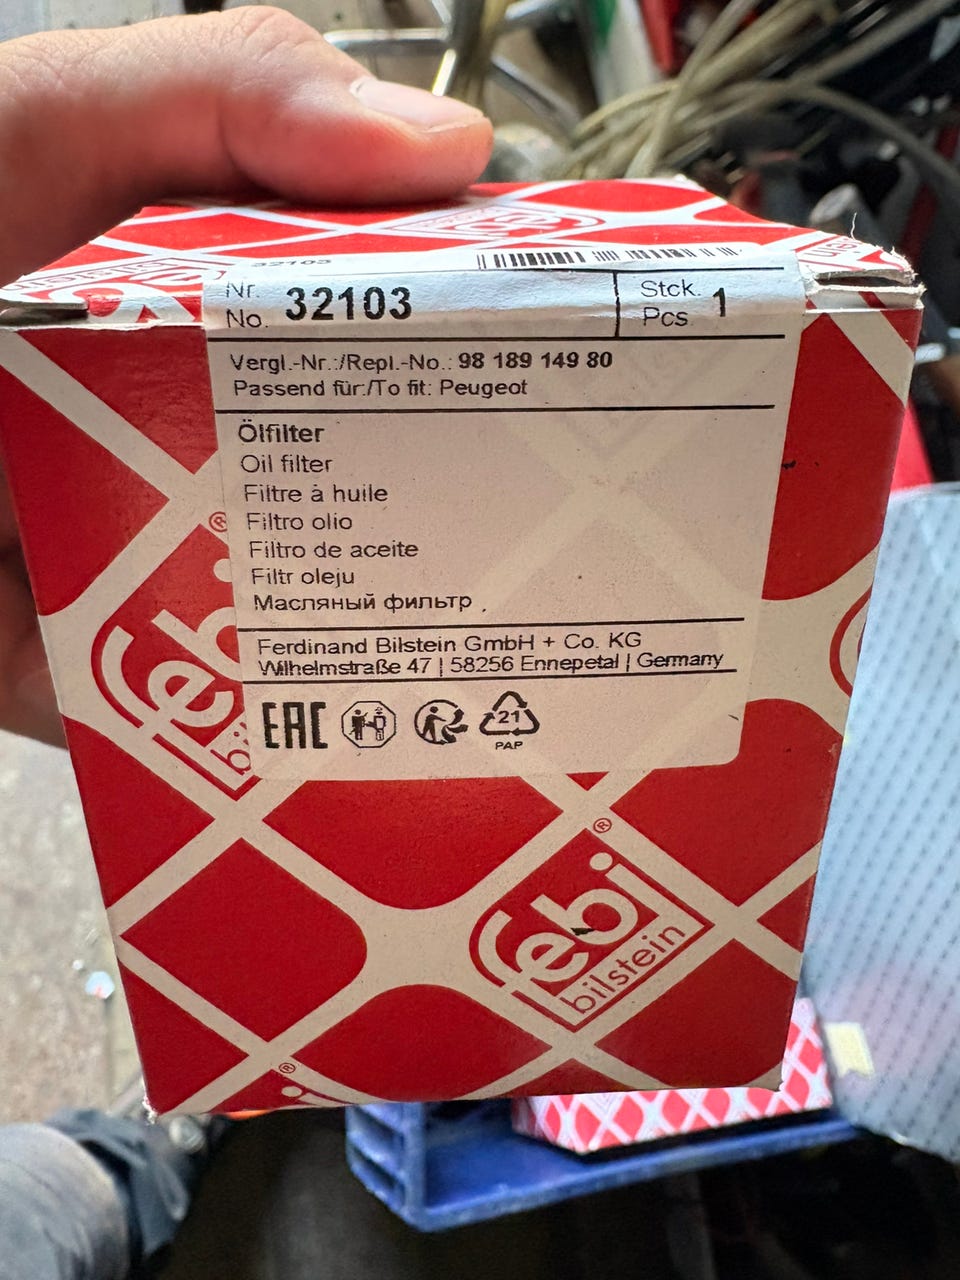 32103
Nr.
No. 32103
Stck.
Pcs 1
Vergl.-Nr.:/Repl.-No.: 98 189 149 80
Passend für:/To fit: Peugeot
Ölfilter
Oil filter
Filtre à huile
Filtro olio
Filtro de aceite
Filtr oleju
Масляный фильтр
Ferdinand Bilstein GmbH + Co. KG
Wilhelmstraße 47 | 58256 Ennepetal | Germany
EAC
21
PAP
®
feb
®
febi
bilstein
®